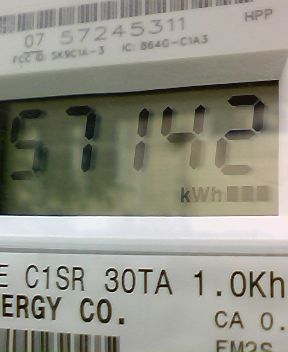 HPP
07 57245311
FCC ID: SK9C1A-3 IC: 864G-C1A3
57142
kWh
E C1SR 30TA 1.0Kh
ERGY CO.
CA 0.
EM2S